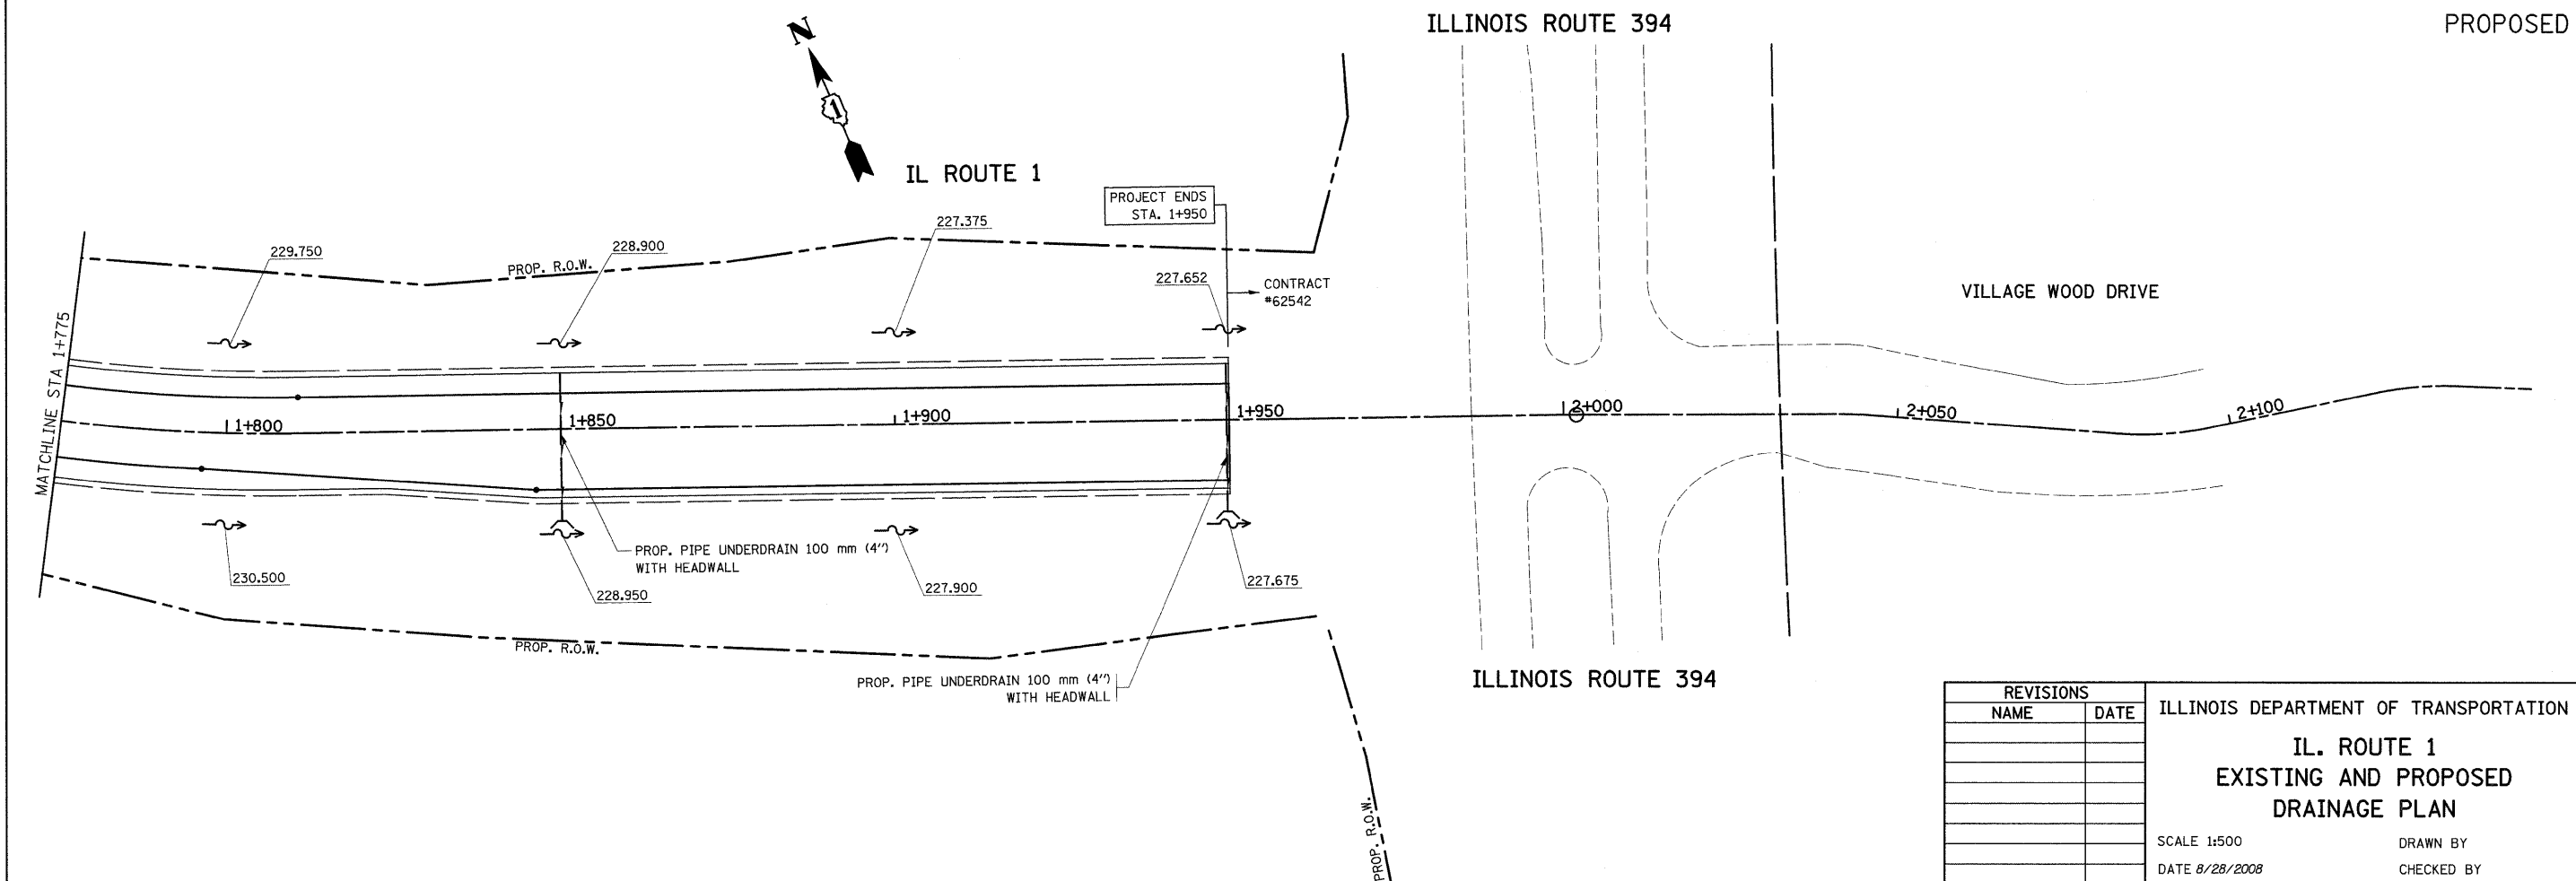 ILLINOIS ROUTE 394
PROPOSED
N
1
IL ROUTE 1
PROJECT ENDS
STA. 1+950
229.750
228.900
227.375
227.652
CONTRACT
#62542
PROP. R.O.W.
VILLAGE WOOD DRIVE
MATCHLINE STA 1+775
1+800
1+850
1+900
1+950
2+000
2+050
2+100
PROP. PIPE UNDERDRAIN 100 mm (4")
WITH HEADWALL
230.500
228.950
227.900
227.675
PROP. R.O.W.
PROP. PIPE UNDERDRAIN 100 mm (4")
WITH HEADWALL
ILLINOIS ROUTE 394
PROP. R.O.W.
REVISIONS
NAME DATE
ILLINOIS DEPARTMENT OF TRANSPORTATION
IL. ROUTE 1
EXISTING AND PROPOSED
DRAINAGE PLAN
SCALE 1:500 DRAWN BY
DATE 8/28/2008 CHECKED BY